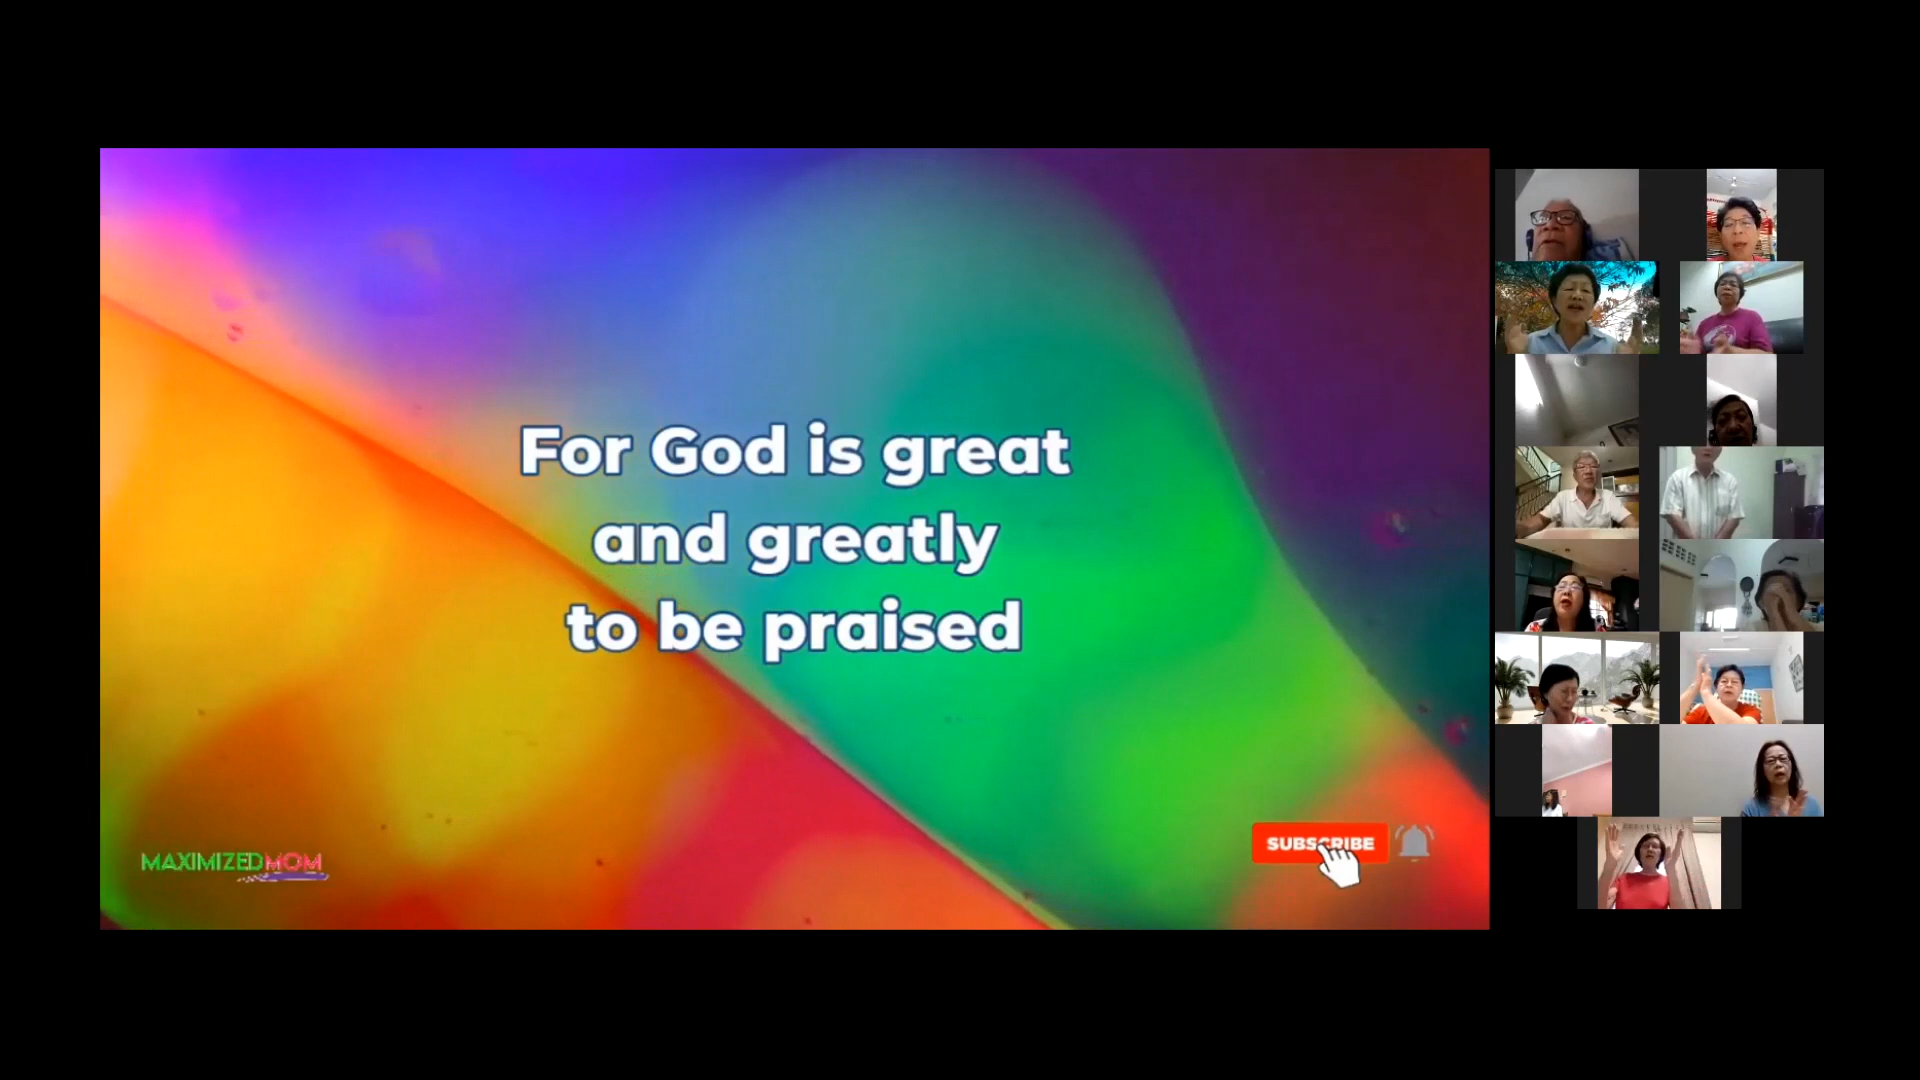 For God is great
and greatly
to be praised
MAXIMIZEDMOM
SUBSCRIBE